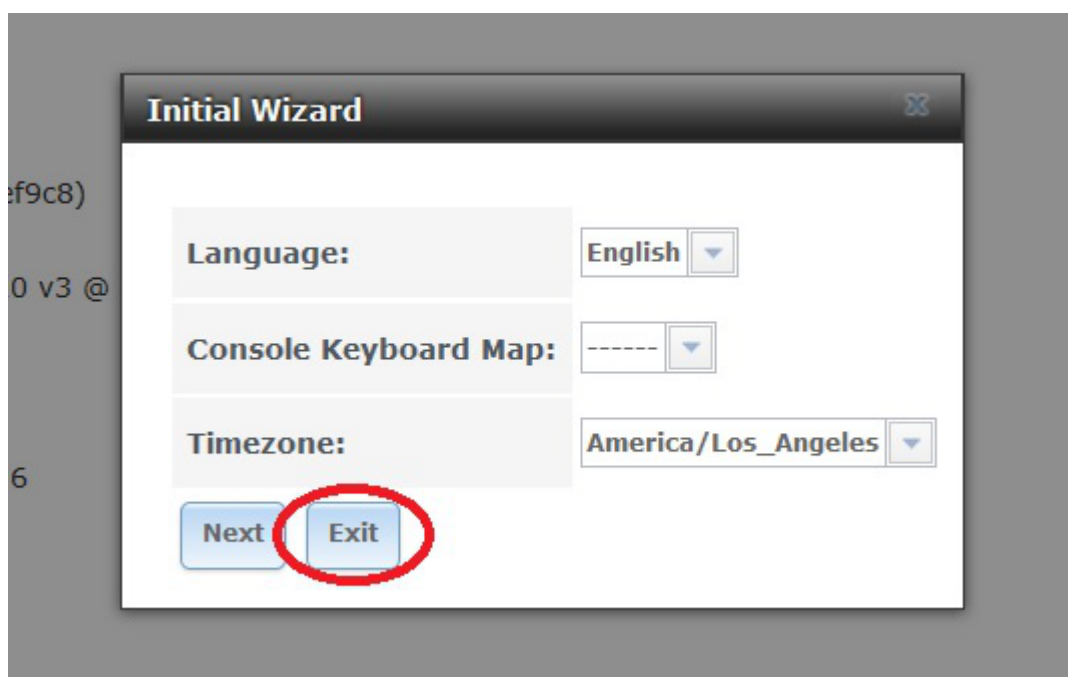 Initial Wizard
ef9c8)
Language:
English
0 v3 @
Console Keyboard Map:
------
Timezone:
America/Los_Angeles
6
Next
Exit